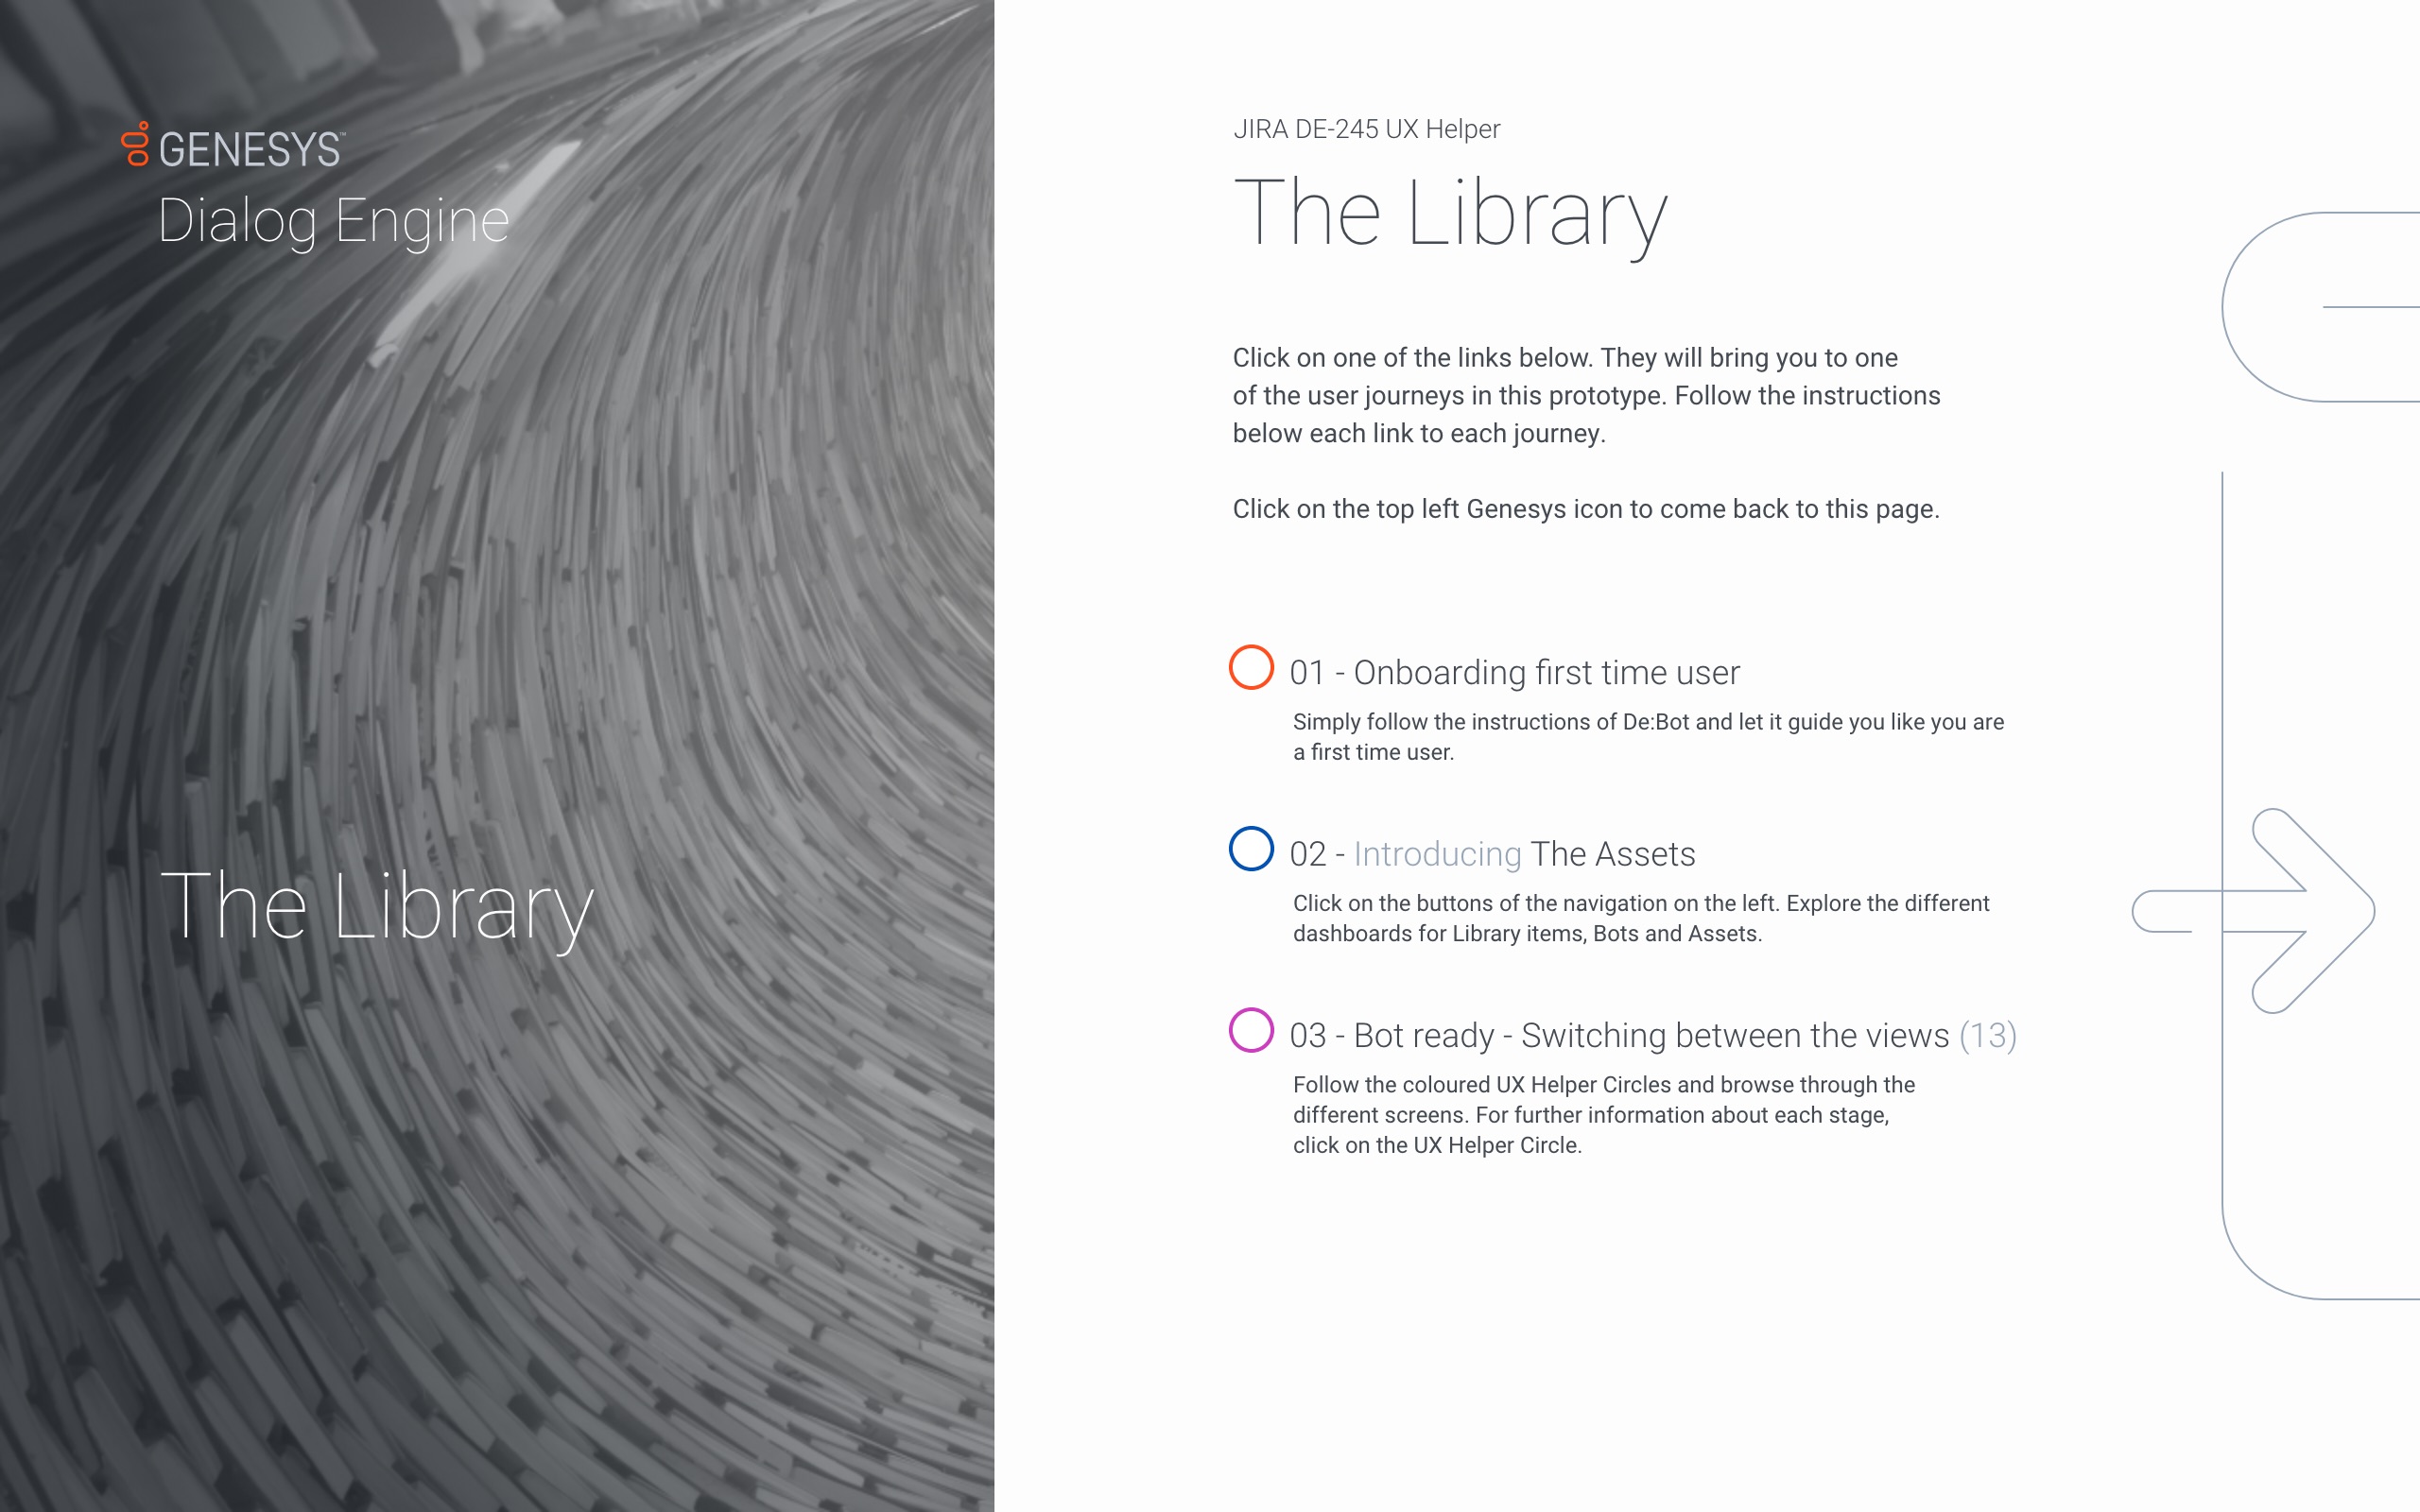 GENESYS™
Dialog Engine
The Library
JIRA DE-245 UX Helper
The Library
Click on one of the links below. They will bring you to one
of the user journeys in this prototype. Follow the instructions
below each link to each journey.
Click on the top left Genesys icon to come back to this page.
01 - Onboarding first time user
Simply follow the instructions of De:Bot and let it guide you like you are
a first time user.
02 - Introducing The Assets
Click on the buttons of the navigation on the left. Explore the different
dashboards for Library items, Bots and Assets.
03 - Bot ready - Switching between the views (13)
Follow the coloured UX Helper Circles and browse through the
different screens. For further information about each stage,
click on the UX Helper Circle.